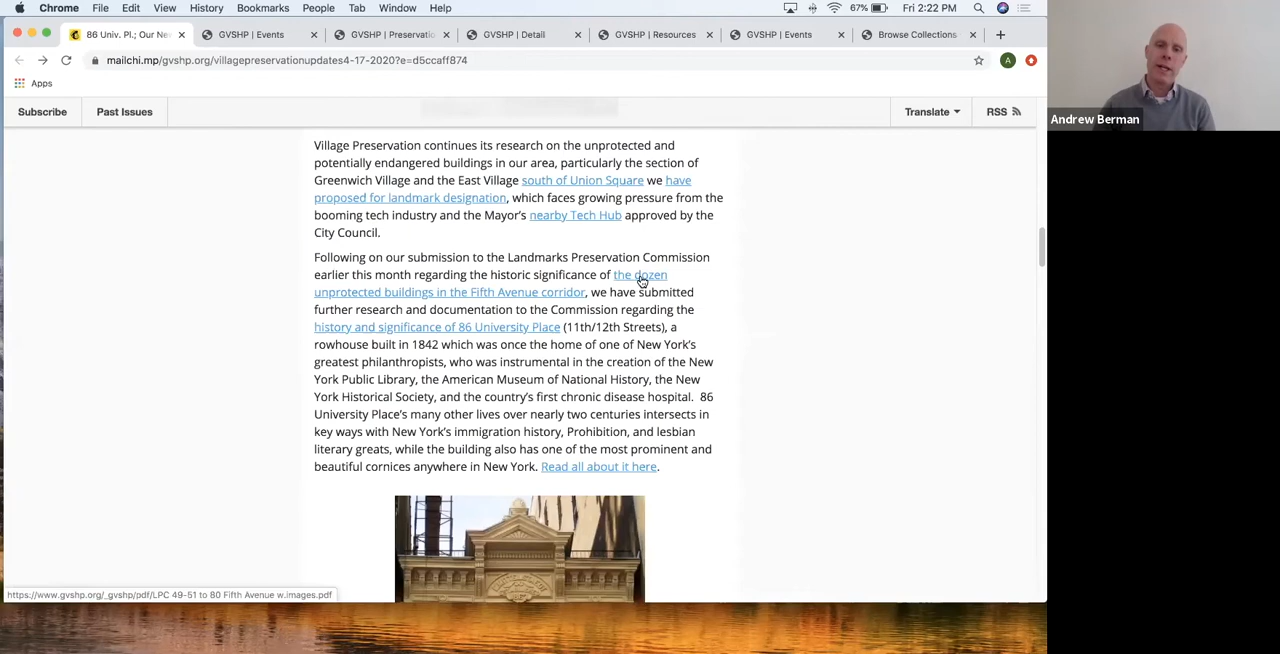 Chrome File Edit View History Bookmarks People Tab Window Help 67% Fri 2:22 PM
86 Univ. Pl.; Our Ne × GVSHP | Events × GVSHP | Preservatio × GVSHP | Detail × GVSHP | Resources × GVSHP | Events × Browse Collections × +
mailchi.mp/gvshp.org/villagepreservationupdates4-17-2020?e=d5ccaff874 A
Apps
Subscribe Past Issues Translate RSS
Village Preservation continues its research on the unprotected and
potentially endangered buildings in our area, particularly the section of
Greenwich Village and the East Village south of Union Square we have
proposed for landmark designation, which faces growing pressure from the
booming tech industry and the Mayor's nearby Tech Hub approved by the
City Council.
Following on our submission to the Landmarks Preservation Commission
earlier this month regarding the historic significance of the dozen
unprotected buildings in the Fifth Avenue corridor, we have submitted
further research and documentation to the Commission regarding the
history and significance of 86 University Place (11th/12th Streets), a
rowhouse built in 1842 which was once the home of one of New York's
greatest philanthropists, who was instrumental in the creation of the New
York Public Library, the American Museum of National History, the New
York Historical Society, and the country's first chronic disease hospital. 86
University Place's many other lives over nearly two centuries intersects in
key ways with New York's immigration history, Prohibition, and lesbian
literary greats, while the building also has one of the most prominent and
beautiful cornices anywhere in New York. Read all about it here.
https://www.gvshp.org/_gvshp/pdf/LPC 49-51 to 80 Fifth Avenue w.images.pdf
Andrew Berman